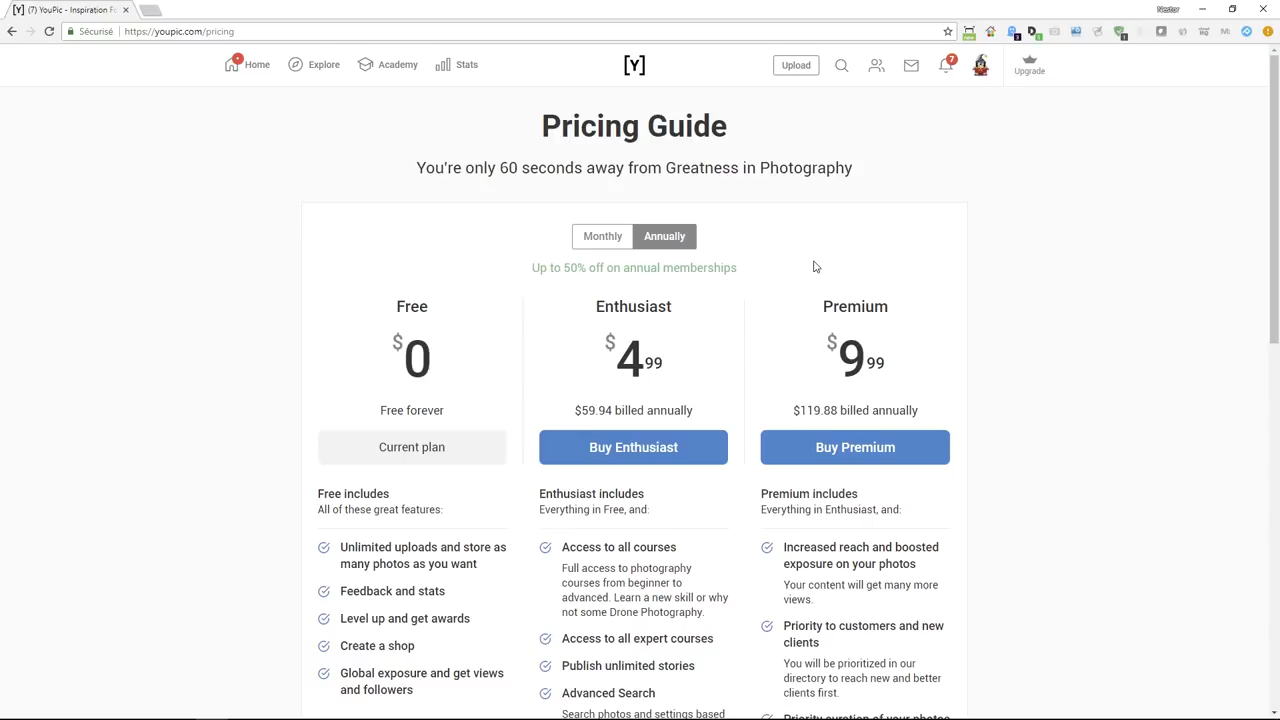 [Y] (7) YouPic - Inspiration F
Nestor
Sécurisé
https://youpic.com/pricing
Home
Explore
Academy
Stats
[Y]
Upload
7
Upgrade
Pricing Guide
You're only 60 seconds away from Greatness in Photography
Monthly
Annually
Up to 50% off on annual memberships
Free
$0
Free forever
Current plan
Free includes
All of these great features:
Unlimited uploads and store as
many photos as you want
Feedback and stats
Level up and get awards
Create a shop
Global exposure and get views
and followers
Enthusiast
$4 99
$59.94 billed annually
Buy Enthusiast
Enthusiast includes
Everything in Free, and:
Access to all courses
Full access to photography
courses from beginner to
advanced. Learn a new skill or why
not some Drone Photography.
Access to all expert courses
Publish unlimited stories
Advanced Search
Search photos and settings based
Premium
$9 99
$119.88 billed annually
Buy Premium
Premium includes
Everything in Enthusiast, and:
Increased reach and boosted
exposure on your photos
Your content will get many more
views.
Priority to customers and new
clients
You will be prioritized in our
directory to reach new and better
clients first.
Priority curation of your photos